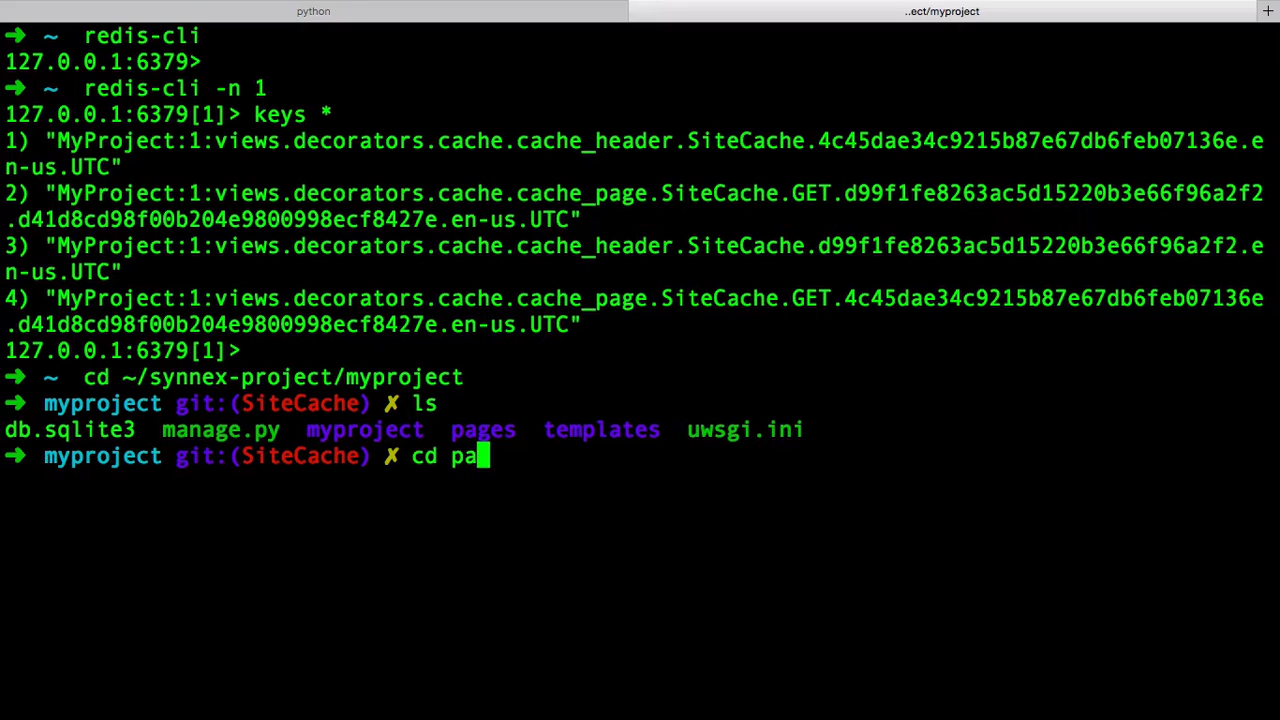 python
..ect/myproject
+
➜ ~ redis-cli
127.0.0.1:6379>
➜ ~ redis-cli -n 1
127.0.0.1:6379[1]> keys *
1) "MyProject:1:views.decorators.cache.cache_header.SiteCache.4c45dae34c9215b87e67db6feb07136e.e
n-us.UTC"
2) "MyProject:1:views.decorators.cache.cache_page.SiteCache.GET.d99f1fe8263ac5d15220b3e66f96a2f2
.d41d8cd98f00b204e9800998ecf8427e.en-us.UTC"
3) "MyProject:1:views.decorators.cache.cache_header.SiteCache.d99f1fe8263ac5d15220b3e66f96a2f2.e
n-us.UTC"
4) "MyProject:1:views.decorators.cache.cache_page.SiteCache.GET.4c45dae34c9215b87e67db6feb07136e
.d41d8cd98f00b204e9800998ecf8427e.en-us.UTC"
127.0.0.1:6379[1]>
➜ ~ cd ~/synnex-project/myproject
➜ myproject git:(SiteCache) ✗ ls
db.sqlite3 manage.py myproject pages templates uwsgi.ini
➜ myproject git:(SiteCache) ✗ cd pa